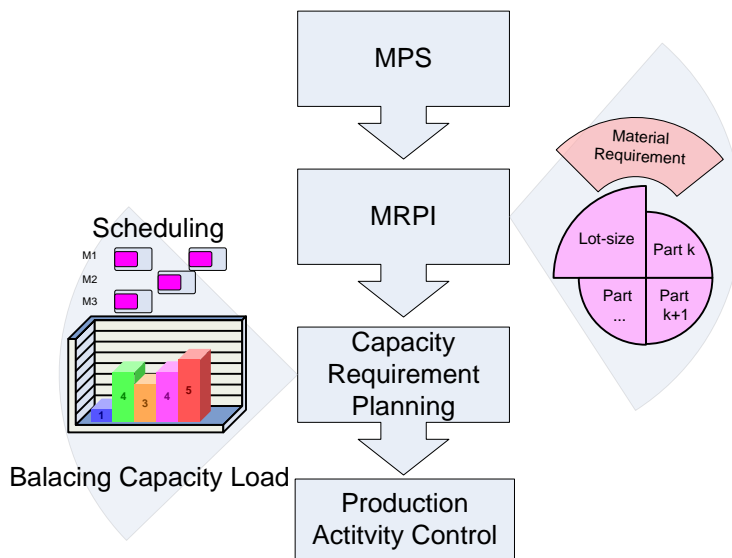 MPS
MRPI
Material
Requirement
Lot-size
Part k
Part
...
Part
k+1
Scheduling
M1
M2
M3
1
4
3
4
5
Balacing Capacity Load
Capacity
Requirement
Planning
Production
Actitvity Control